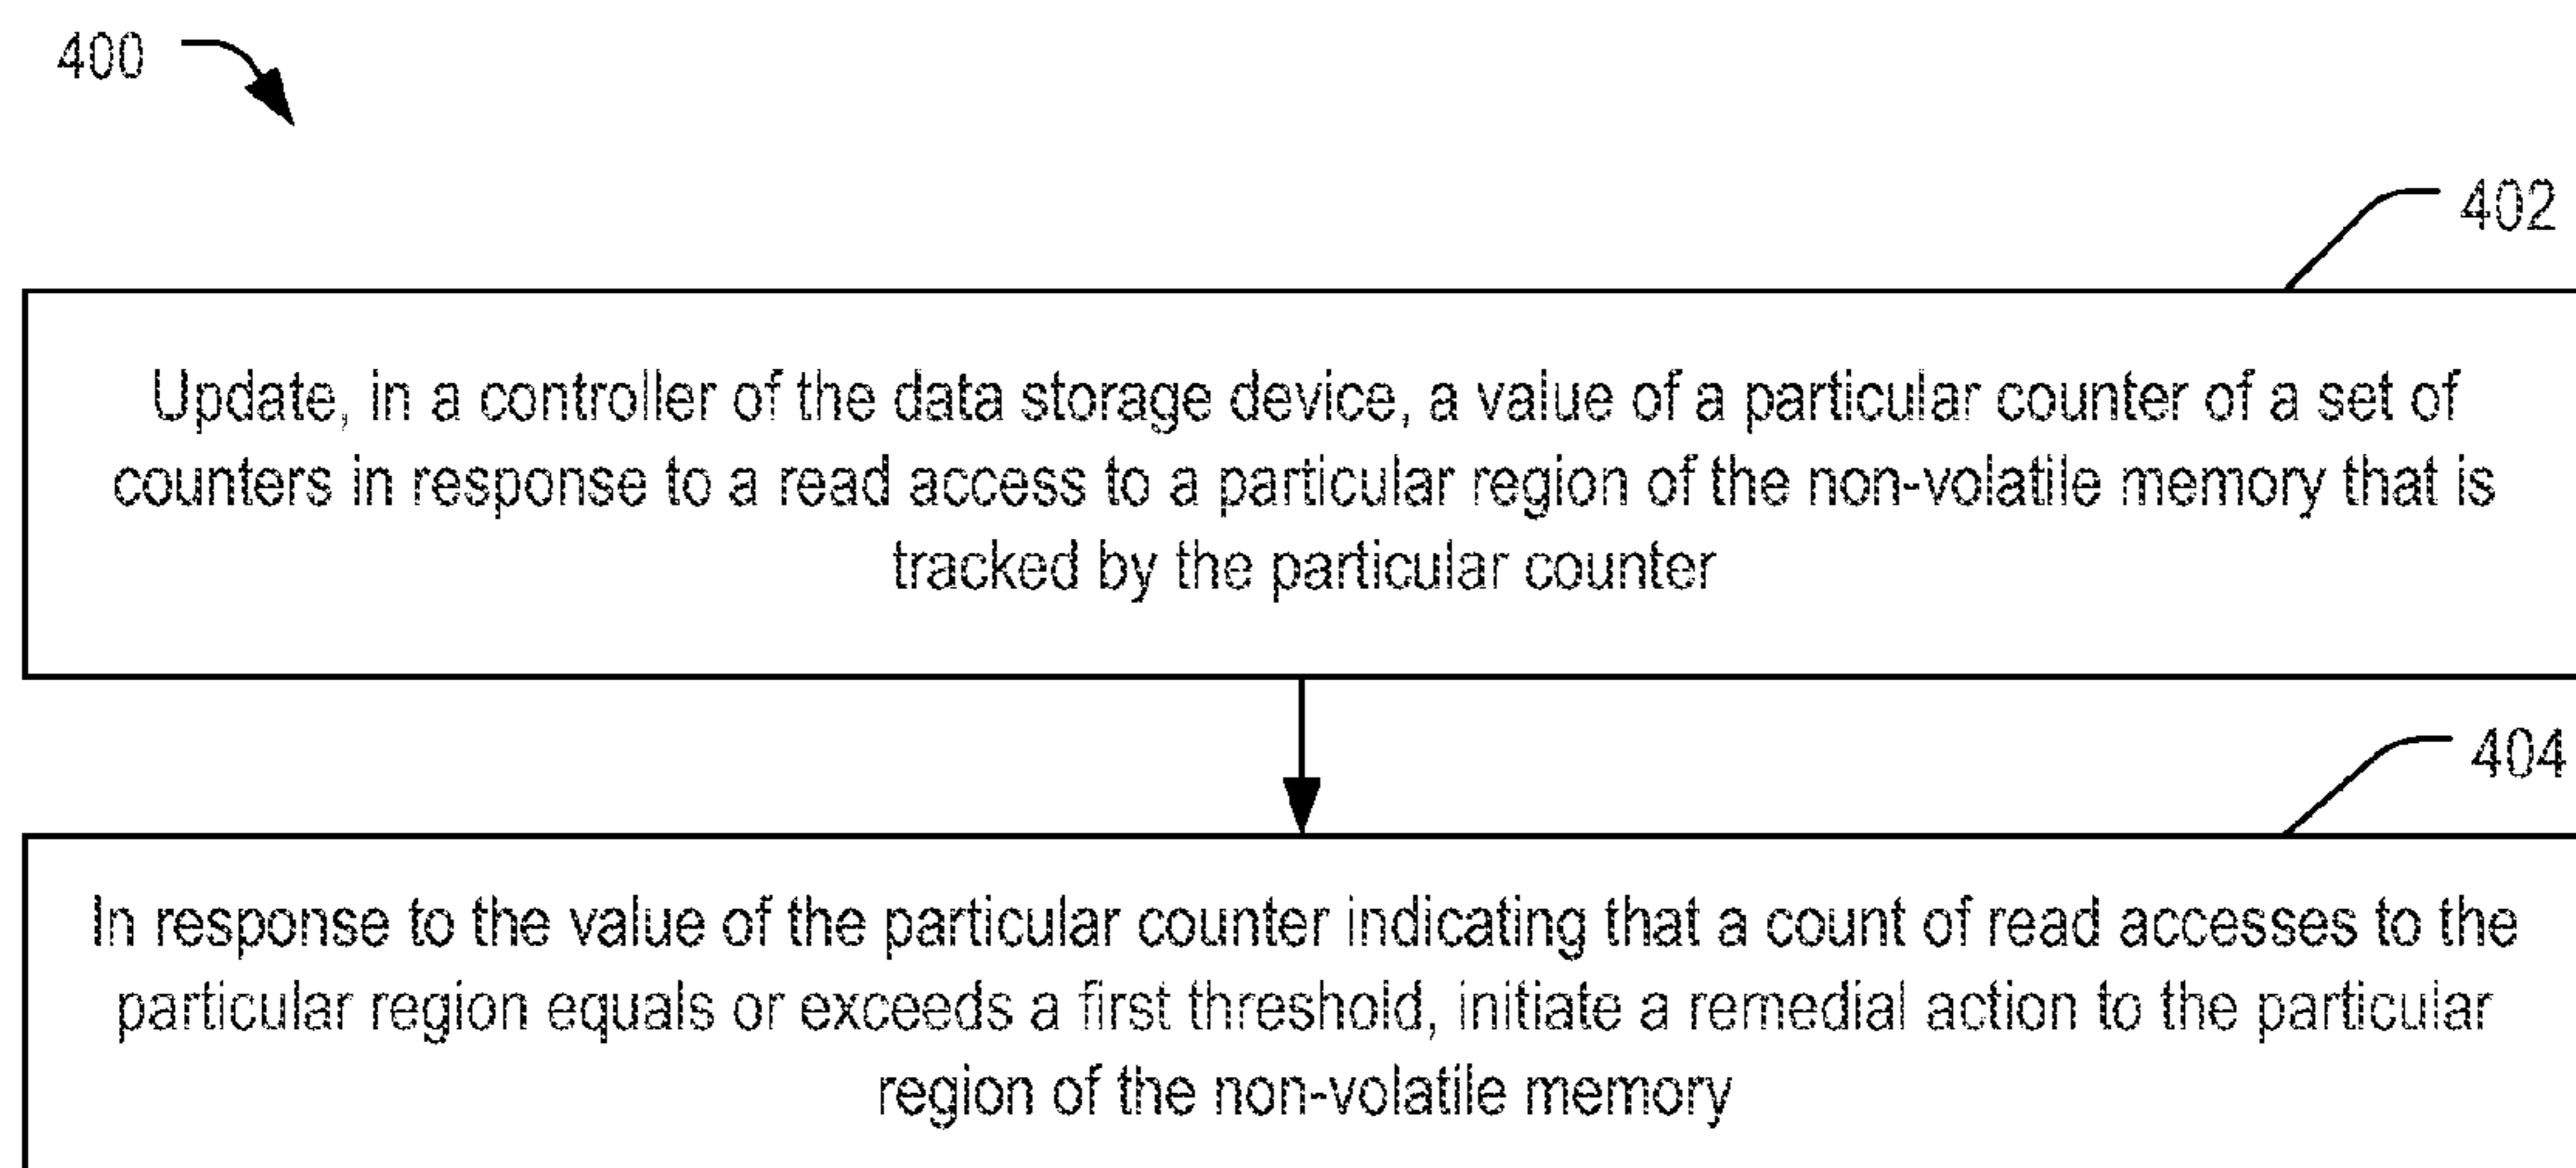 400
402
Update, in a controller of the data storage device, a value of a particular counter of a set of
counters in response to a read access to a particular region of the non-volatile memory that is
tracked by the particular counter
404
In response to the value of the particular counter indicating that a count of read accesses to the
particular region equals or exceeds a first threshold, initiate a remedial action to the particular
region of the non-volatile memory